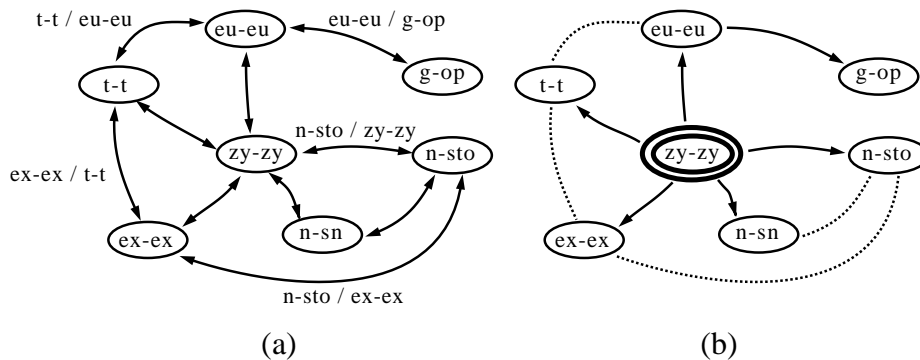 t-t / eu-eu
eu-eu
eu-eu / g-op
g-op
t-t
n-sto / zy-zy
zy-zy
n-sto
ex-ex / t-t
ex-ex
n-sn
n-sto / ex-ex
(a)
eu-eu
g-op
t-t
zy-zy
n-sto
ex-ex
n-sn
(b)